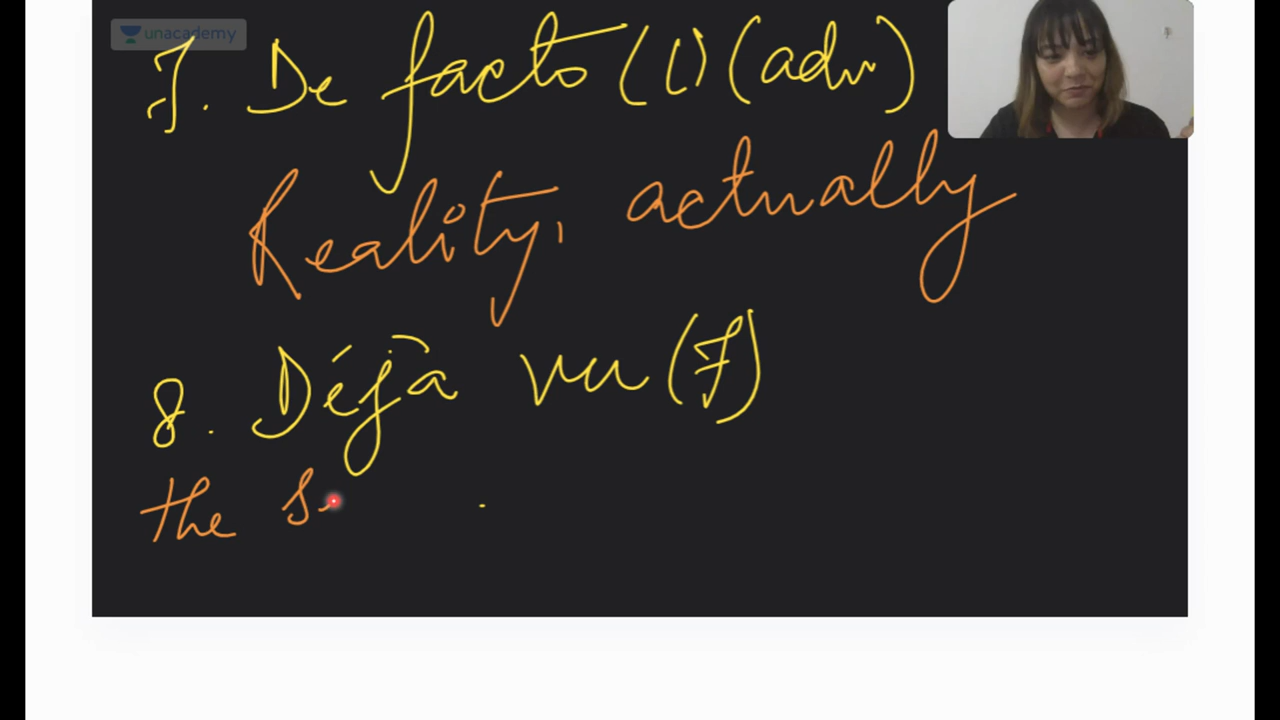 unacademy
7. De facto (L) (adv)
Reality, actually
8. Déjà vu (F)
the